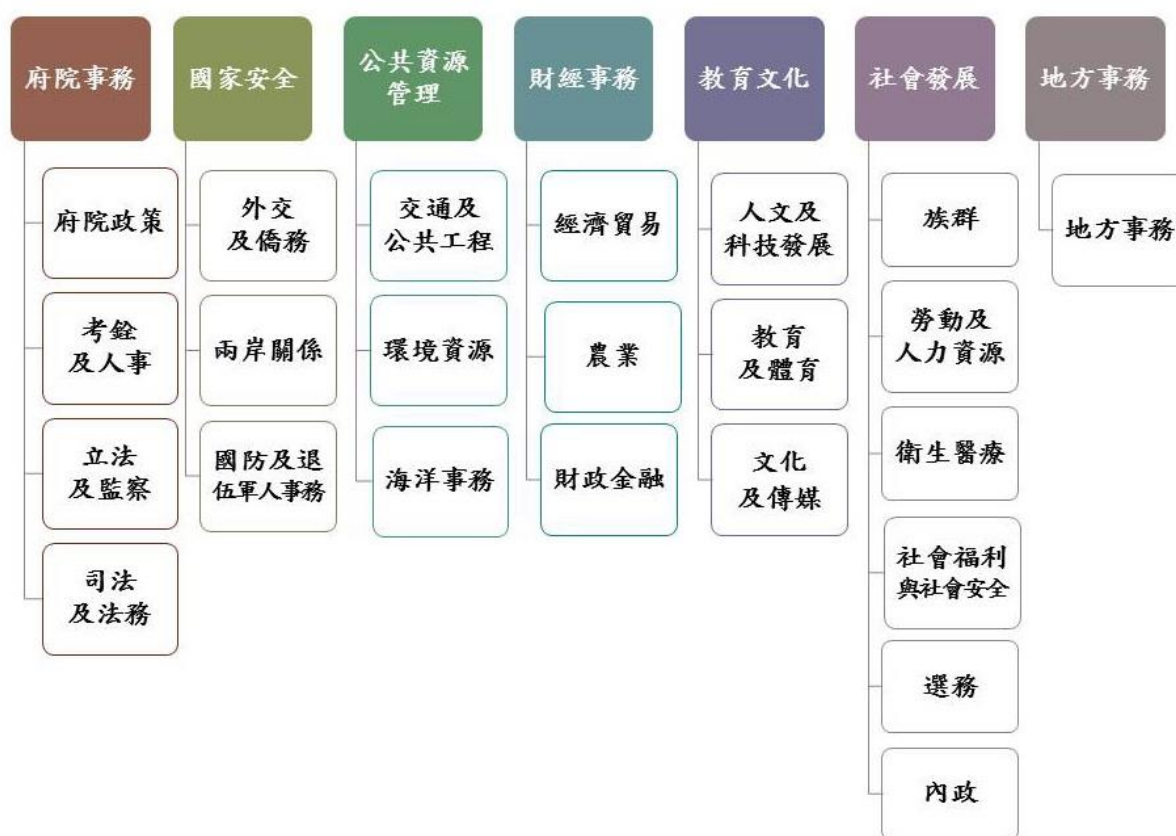 府院事務
國家安全
公共資源
管理
財經事務
教育文化
社會發展
地方事務
府院政策
考銓
及人事
立法
及監察
司法
及法務
外交
及僑務
兩岸關係
國防及退
伍軍人事務
交通及
公共工程
環境資源
海洋事務
經濟貿易
農業
財政金融
人文及
科技發展
教育
及體育
文化
及傳媒
族群
勞動及
人力資源
衛生醫療
社會福利
與社會安全
選務
內政
地方事務